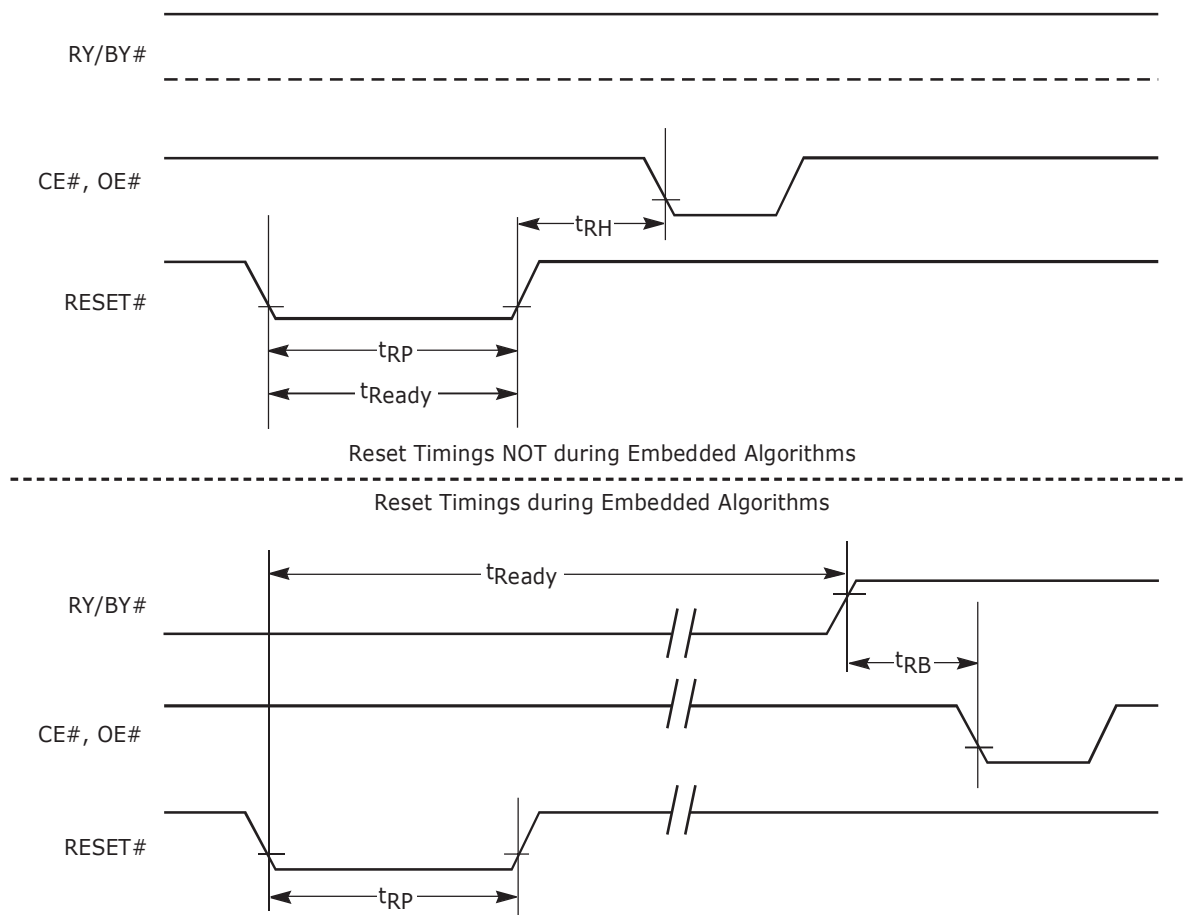 RY/BY#
CE#, OE#
tRH
RESET#
tRP
tReady
Reset Timings NOT during Embedded Algorithms
Reset Timings during Embedded Algorithms
tReady
RY/BY#
tRB
CE#, OE#
RESET#
tRP